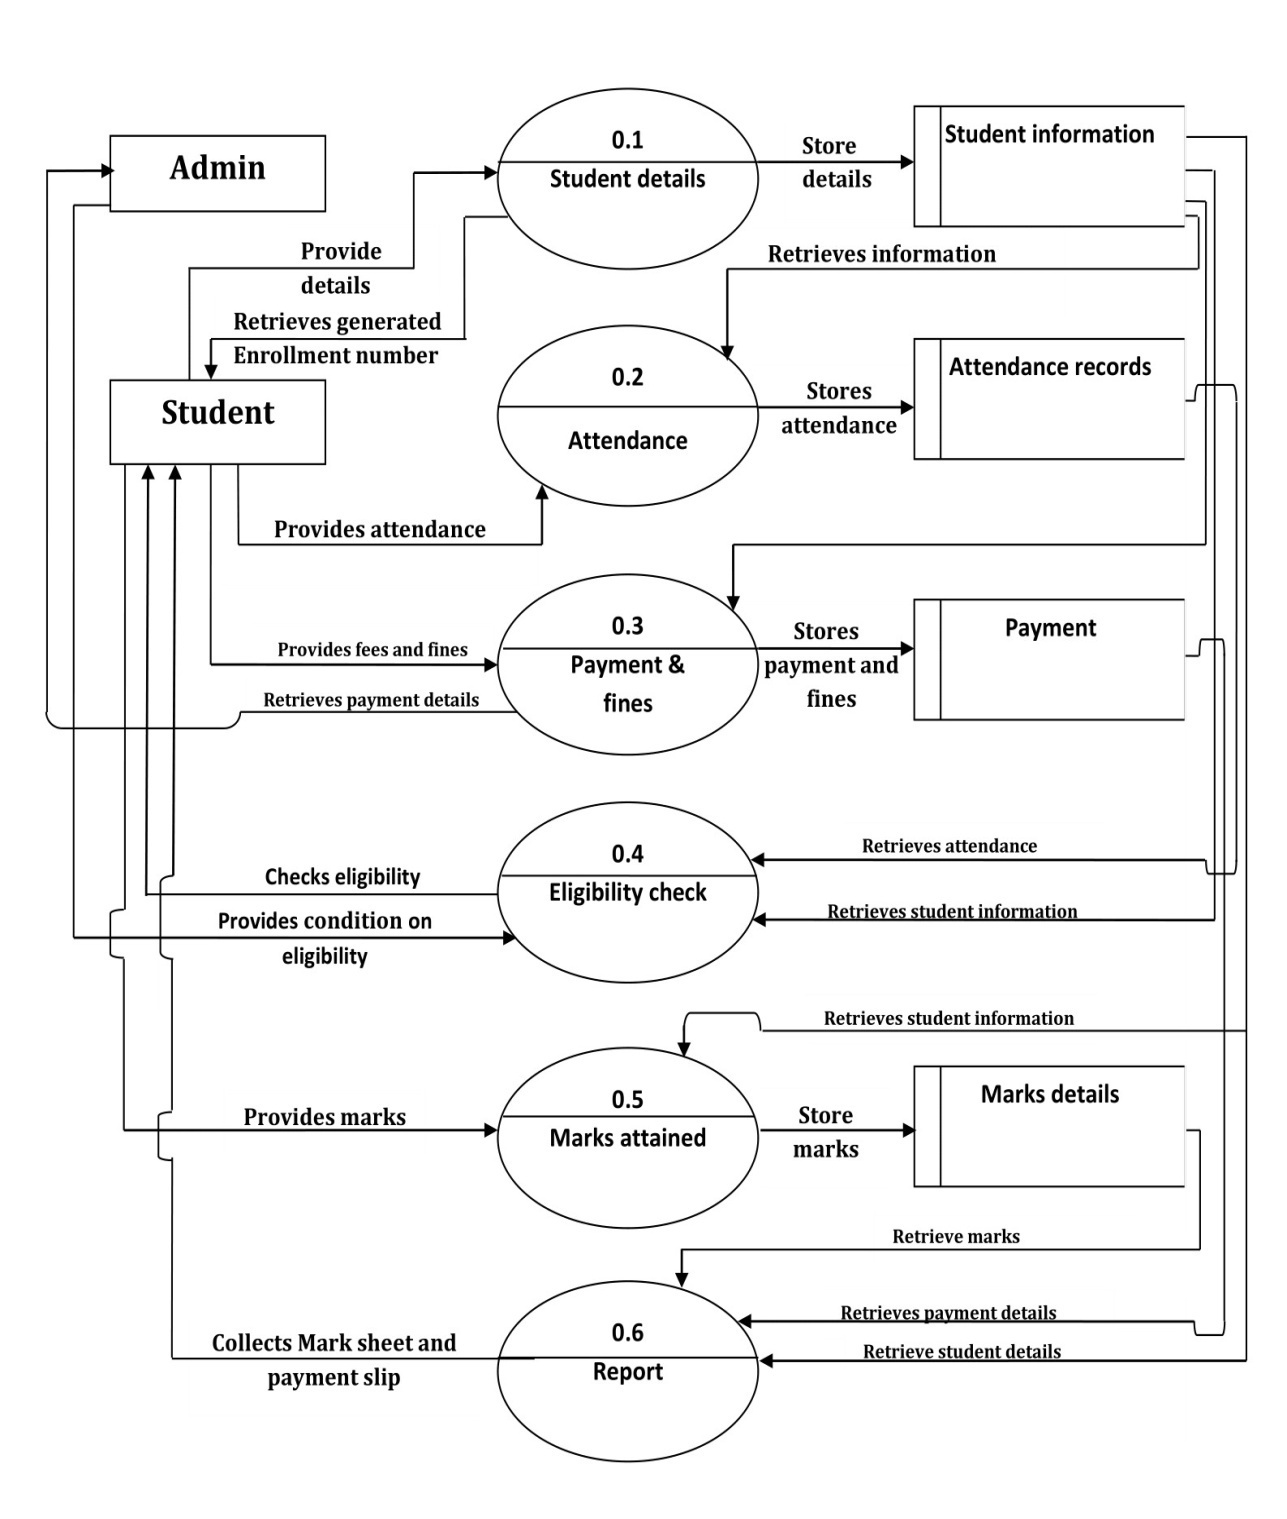 0.1
Student details
Store
details
Student information
Admin
Provide
details
Retrieves information
Retrieves generated
Enrollment number
Student
0.2
Attendance
Stores
attendance
Attendance records
Provides attendance
0.3
Payment &
fines
Stores
payment and
fines
Payment
Provides fees and fines
Retrieves payment details
0.4
Eligibility check
Retrieves attendance
Checks eligibility
Provides condition on
eligibility
Retrieves student information
Retrieves student information
0.5
Marks attained
Provides marks
Store
marks
Marks details
Retrieve marks
0.6
Report
Retrieves payment details
Retrieve student details
Collects Mark sheet and
payment slip